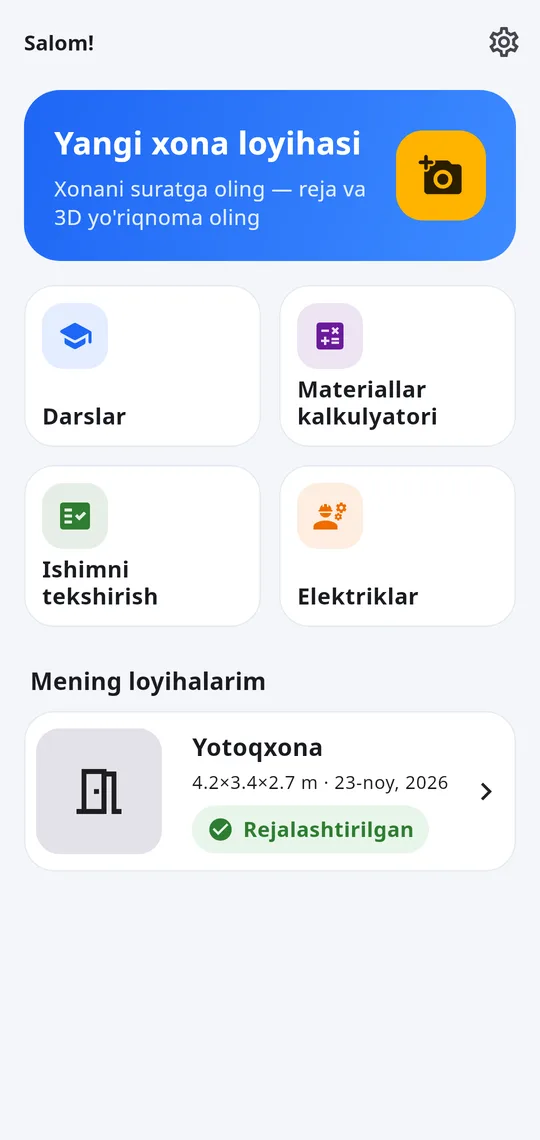 Salom!
Yangi xona loyihasi
Xonani suratga oling — reja va
3D yo'riqnoma oling
Darslar
Materiallar
kalkulyatori
Ishimni
tekshirish
Elektriklar
Mening loyihalarim
Yotoqxona
4.2×3.4×2.7 m · 23-noy, 2026
Rejalashtirilgan